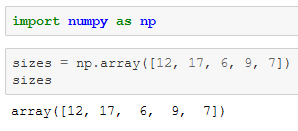 import numpy as np
sizes = np.array([12, 17, 6, 9, 7])
sizes
array([12, 17,  6,  9,  7])